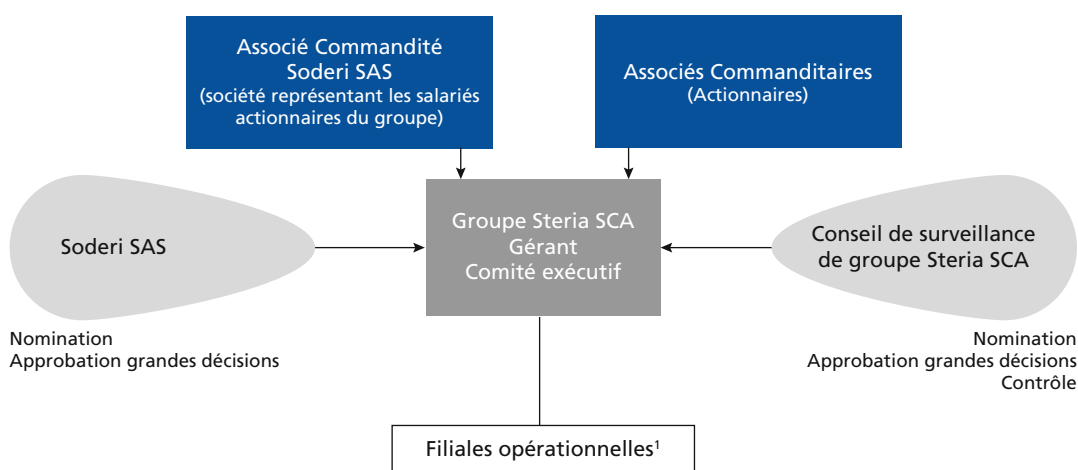 Associé Commandité
Soderi SAS
(société représentant les salariés
actionnaires du groupe)
Associés Commanditaires
(Actionnaires)
Soderi SAS
Groupe Steria SCA
Gérant
Comité exécutif
Conseil de surveillance
de groupe Steria SCA
Nomination
Approbation grandes décisions
Nomination
Approbation grandes décisions
Contrôle
Filiales opérationnelles¹